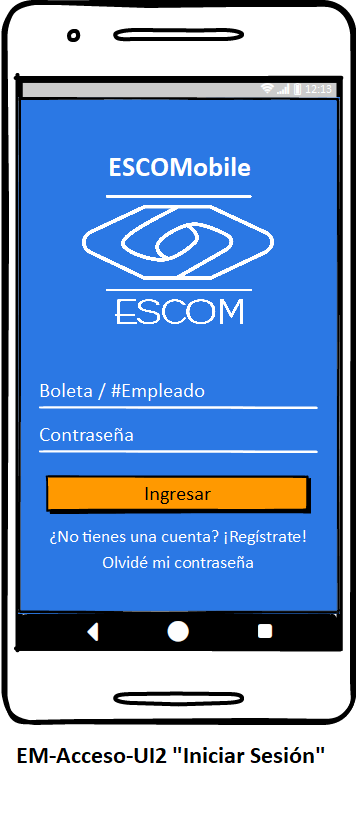 12:13
ESCOMobile
ESCOM
Boleta / #Empleado
Contraseña
Ingresar
¿No tienes una cuenta? ¡Regístrate!
Olvidé mi contraseña
EM-Acceso-UI2 "Iniciar Sesión"